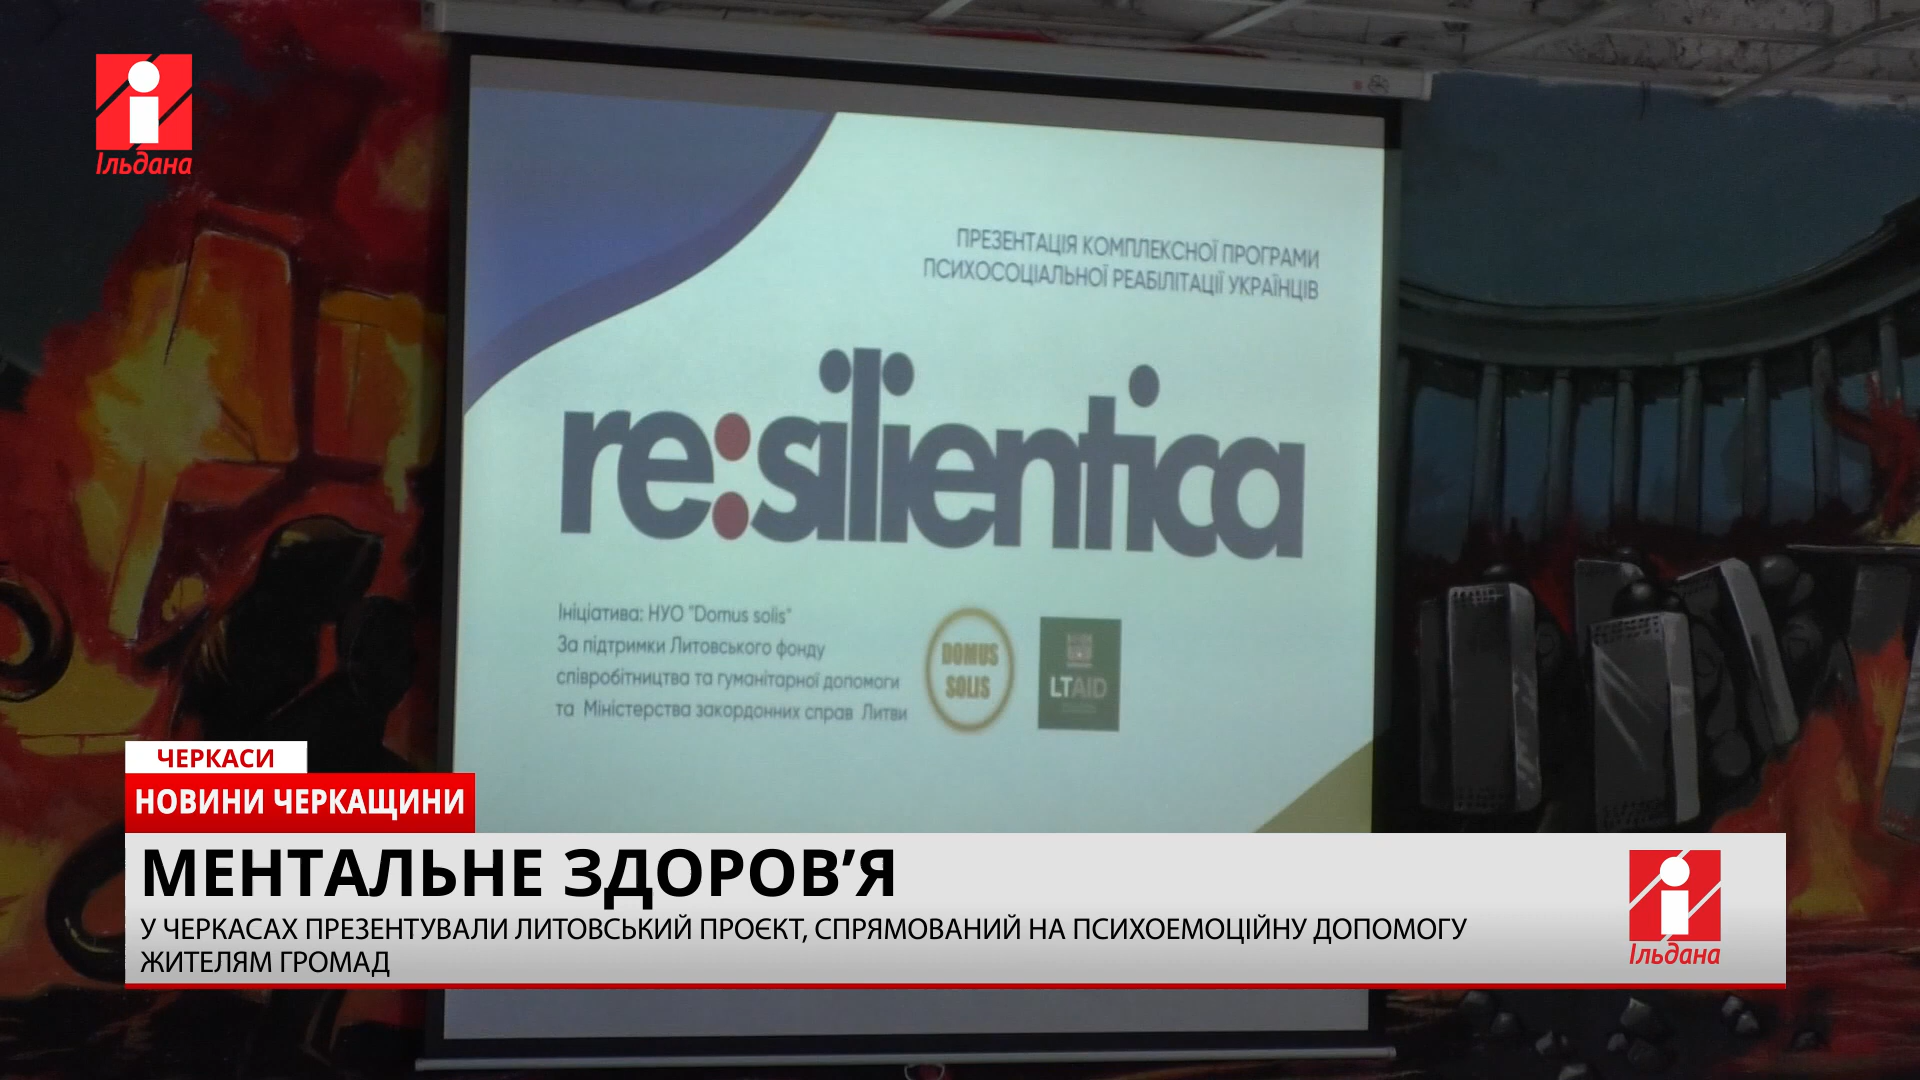 Ільдана
ПРЕЗЕНТАЦІЯ КОМПЛЕКСНОЇ ПРОГРАМИ
ПСИХОСОЦІАЛЬНОЇ РЕАБІЛІТАЦІЇ УКРАЇНЦІВ
re:silientica
Ініціатива: НУО "Domus solis"
За підтримки Литовського фонду
співробітництва та гуманітарної допомоги
та Міністерства закордонних справ Литви
DOMUS
SOLIS
LTAID
ЧЕРКАСИ
НОВИНИ ЧЕРКАЩИНИ
МЕНТАЛЬНЕ ЗДОРОВ’Я
У ЧЕРКАСАХ ПРЕЗЕНТУВАЛИ ЛИТОВСЬКИЙ ПРОЄКТ, СПРЯМОВАНИЙ НА ПСИХОЕМОЦІЙНУ ДОПОМОГУ
ЖИТЕЛЯМ ГРОМАД
Ільдана